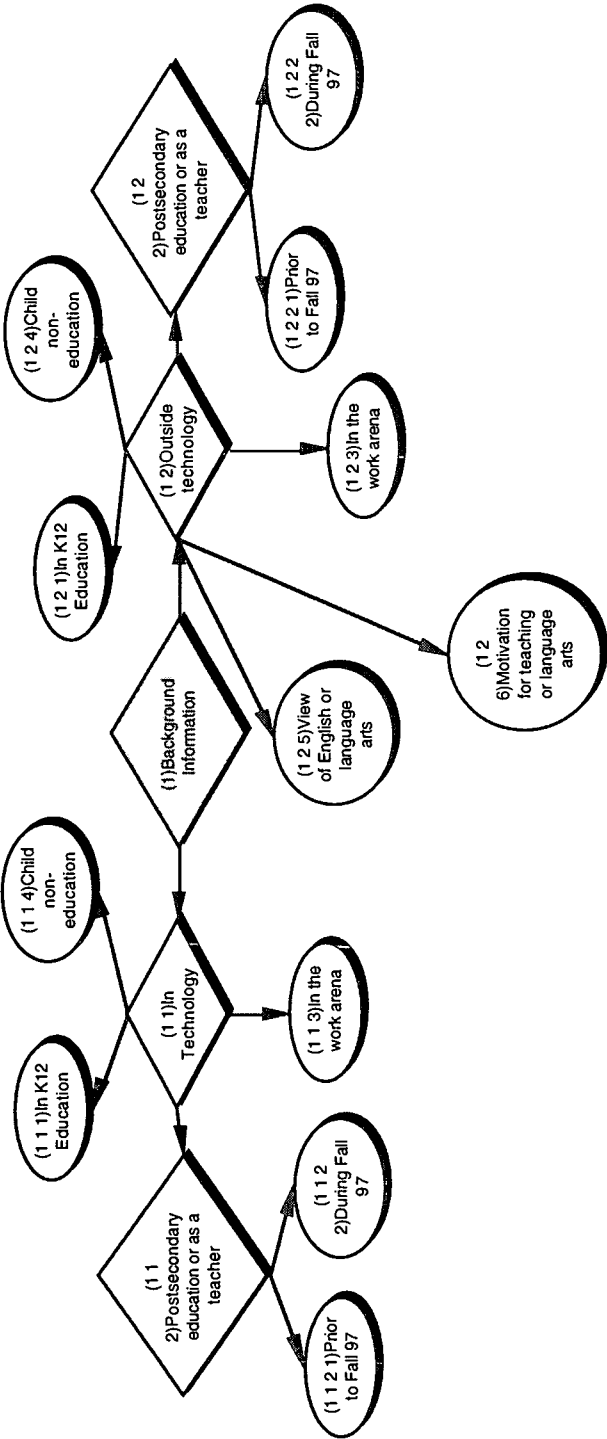 (1)Background
Information
(1 1)In
Technology
(1 1 1)In K12
Education
(1 1 4)Child
non-
education
(1 1 3)In the
work arena
(1 1
2)Postsecondary
education or as a
teacher
(1 1 2 1)Prior
to Fall 97
(1 1 2
2)During Fall
97
(1 2)Outside
technology
(1 2 1)In K12
Education
(1 2 4)Child
non-
education
(1 2 3)In the
work arena
(1 2 5)View
of English or
language
arts
(1 2
6)Motivation
for teaching
or language
arts
(1 2
2)Postsecondary
education or as a
teacher
(1 2 2 1)Prior
to Fall 97
(1 2 2
2)During Fall
97